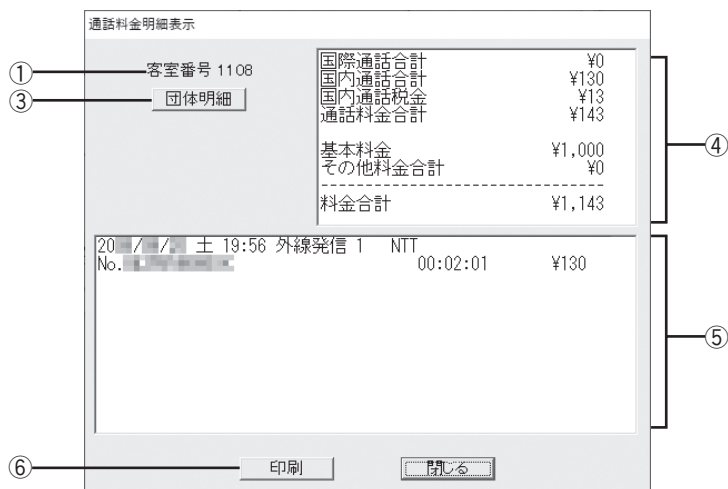 通話料金明細表示
① 客室番号 1108
③ 団体明細
国際通話合計 ¥0
国内通話合計 ¥130
国内通話税金 ¥13
通話料金合計 ¥143
基本料金 ¥1,000
その他料金合計 ¥0
料金合計 ¥1,143
④
20 / / 土 19:56 外線発信 1 NTT
No. 00:02:01 ¥130
⑤
⑥ 印刷 閉じる